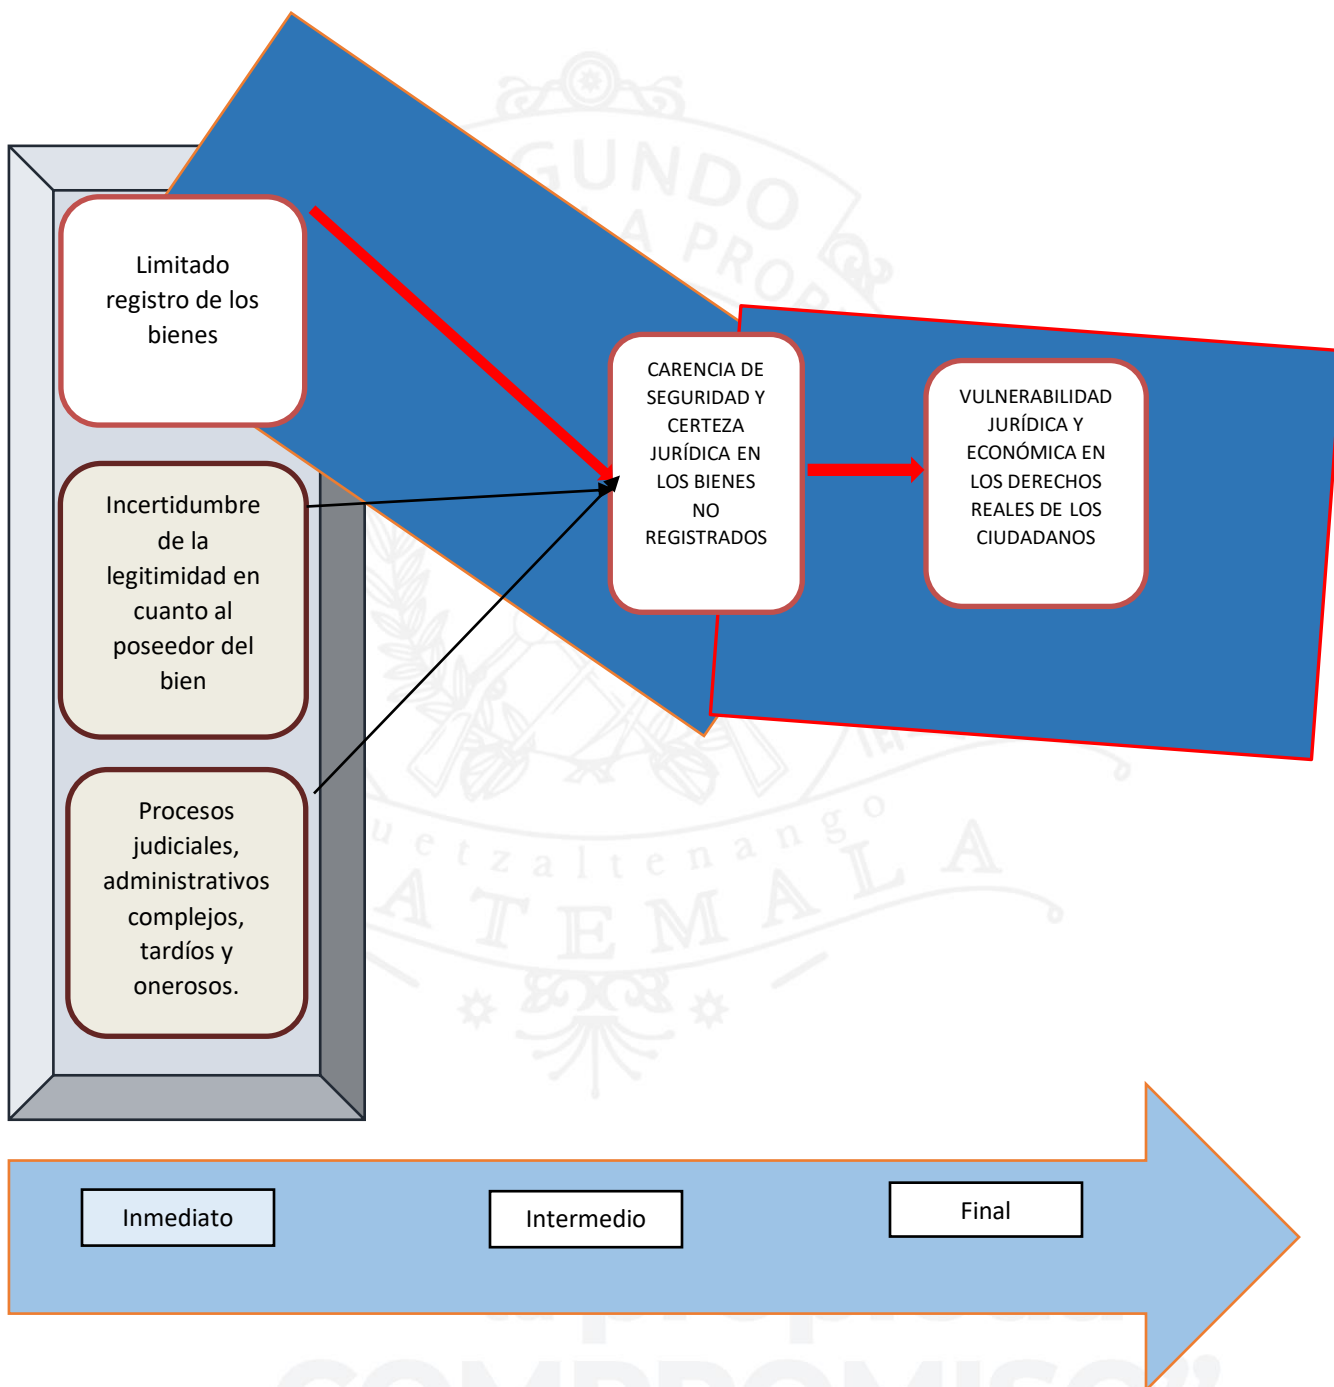 Limitado
registro de los
bienes
Incertidumbre
de la
legitimidad en
cuanto al
poseedor del
bien
Procesos
judiciales,
administrativos
complejos,
tardíos y
onerosos.
CARENCIA DE
SEGURIDAD Y
CERTEZA
JURÍDICA EN
LOS BIENES
NO
REGISTRADOS
VULNERABILIDAD
JURÍDICA Y
ECONÓMICA EN
LOS DERECHOS
REALES DE LOS
CIUDADANOS
Inmediato
Intermedio
Final
COMPROMISO”